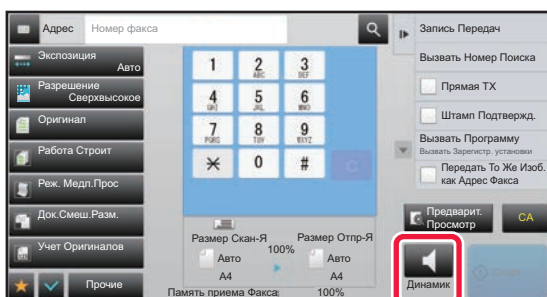 Адрес
Номер факса
Экспозиция
Авто
Разрешение
Сверхвысокое
Оригинал
Работа Строит
Реж. Медл.Прос
Док.Смеш.Разм.
Учет Оригиналов
Прочие
1
2
ABC
3
DEF
4
GHI
5
JKL
6
MNO
7
PQRS
8
TUV
9
WXYZ
0
#
C
Размер Скан-Я
100%
Размер Отпр-Я
Авто
A4
Авто
A4
Память приема Факса:
100%
Запись Передач
Вызвать Номер Поиска
Прямая TX
Штамп Подтвержд.
Вызвать Программу
Вызвать Зарегистр. установки
Передать То Же Изоб.
как Адрес Факса
Предварит.
Просмотр
CA
Динамик